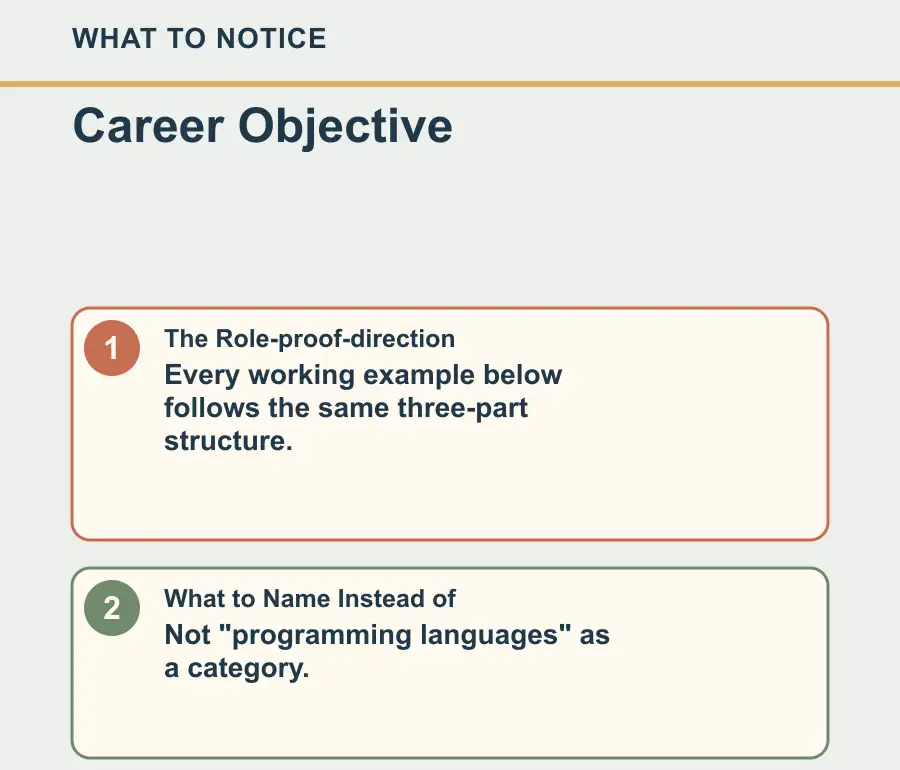 WHAT TO NOTICE
Career Objective
1
The Role-proof-direction
Every working example below
follows the same three-part
structure.
2
What to Name Instead of
Not "programming languages" as
a category.